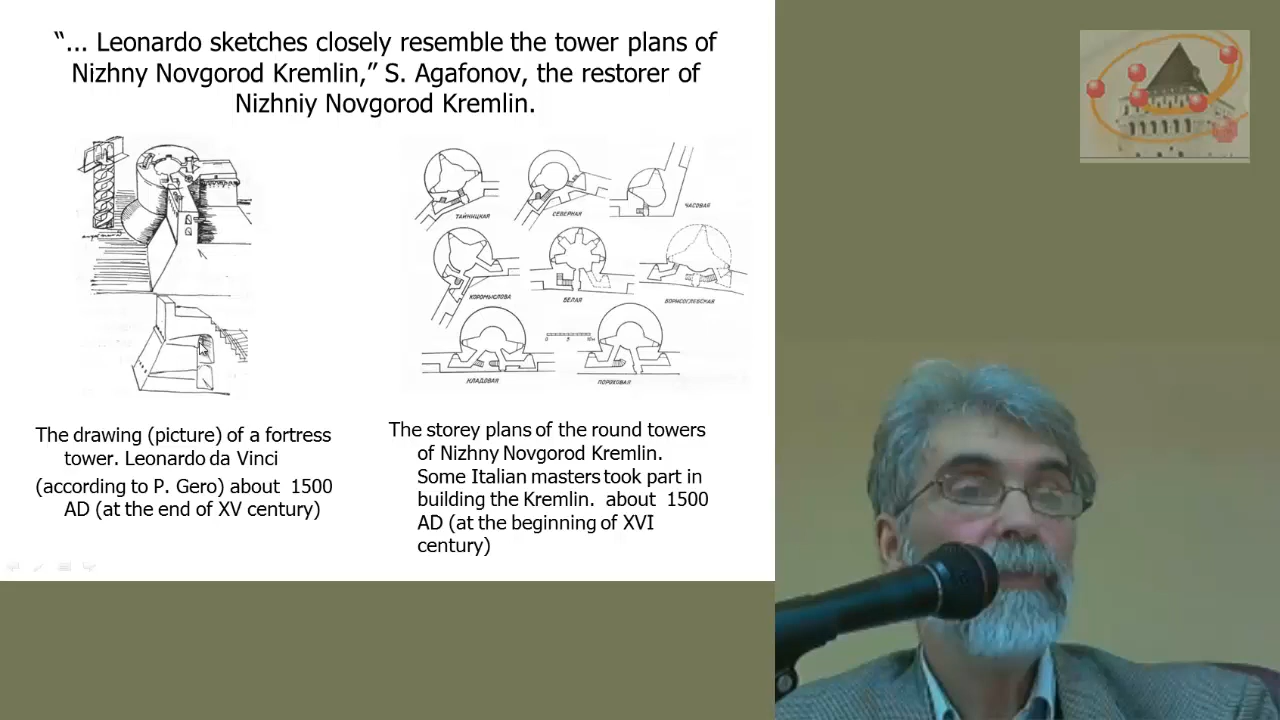 “... Leonardo sketches closely resemble the tower plans of
Nizhny Novgorod Kremlin,” S. Agafonov, the restorer of
Nizhniy Novgorod Kremlin.
ТАЙНИЦКАЯ
СЕВЕРНАЯ
ЧАСОВАЯ
КОРОМЫСЛОВА
БЕЛАЯ
БОРИСОГЛЕБСКАЯ
КЛАДОВАЯ
ПОРОХОВАЯ
The drawing (picture) of a fortress
tower. Leonardo da Vinci
(according to P. Gero) about 1500
AD (at the end of XV century)
The storey plans of the round towers
of Nizhny Novgorod Kremlin.
Some Italian masters took part in
building the Kremlin. about 1500
AD (at the beginning of XVI
century)